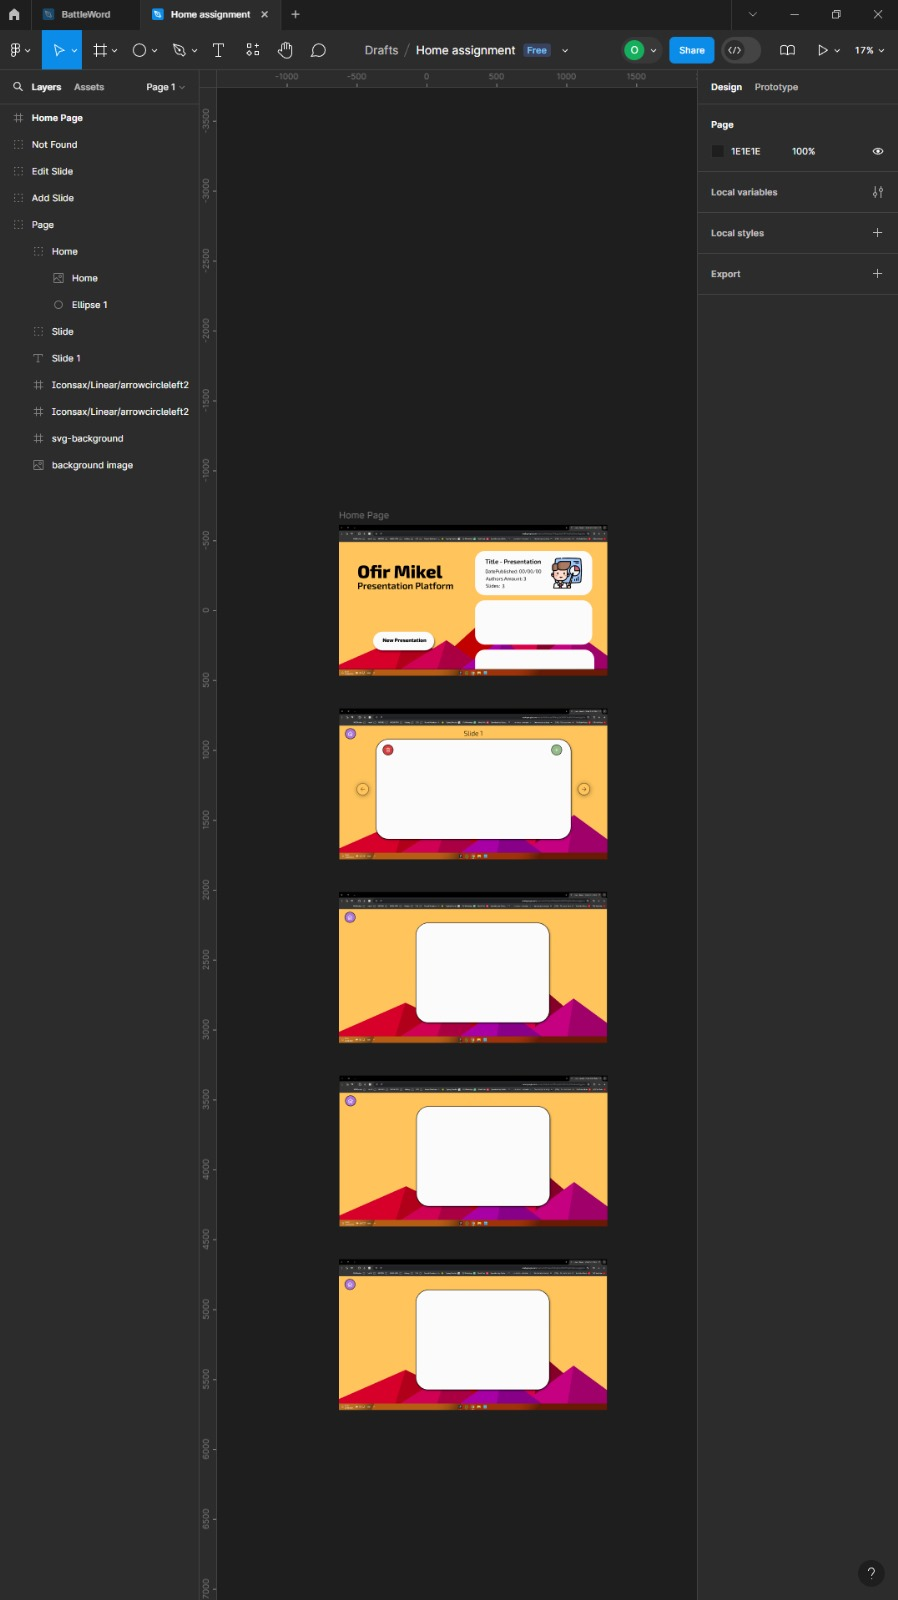 BattleWord
Home assignment
Drafts / Home assignment Free
O
Share
17%
Layers Assets Page 1
Home Page
Not Found
Edit Slide
Add Slide
Page
Home
Home
Ellipse 1
Slide
Slide 1
Iconsax/Linear/arrowcircleleft2
Iconsax/Linear/arrowcircleleft2
svg-background
background image
-1000 -500 0 500 1000 1500
-3500
-3000
-2500
-2000
-1500
-1000
-500
0
500
1000
1500
2000
2500
3000
3500
4000
4500
5000
5500
6000
6500
7000
Home Page
Ofir Mikel
Presentation Platform
New Presentation
Title - Presentation
DatePublished: 00/00/00
Authors Amount: 3
Slides: 3
Slide 1
Design Prototype
Page
1E1E1E 100%
Local variables
Local styles
Export
?